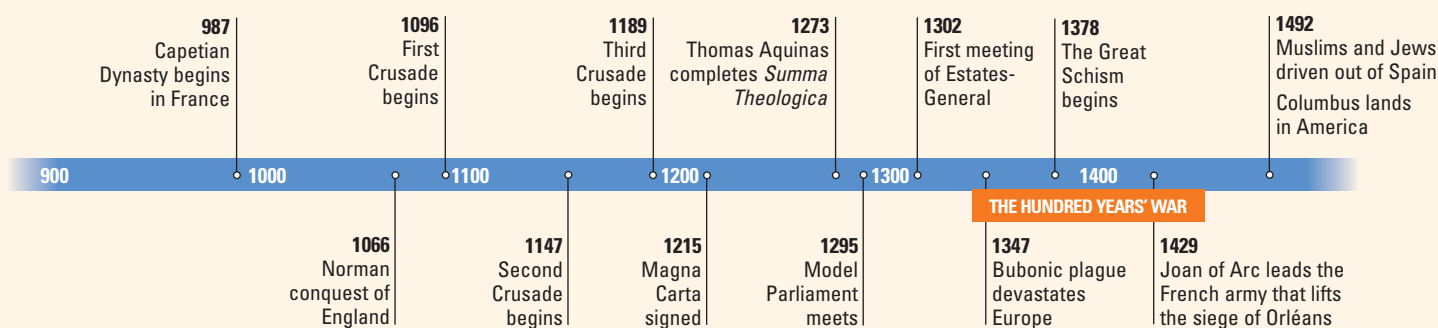 987
Capetian
Dynasty begins
in France
1096
First
Crusade
begins
1189
Third
Crusade
begins
1273
Thomas Aquinas
completes Summa
Theologica
1302
First meeting
of Estates-
General
1378
The Great
Schism
begins
1492
Muslims and Jews
driven out of Spain
Columbus lands
in America
900
1000
1100
1200
1300
1400
THE HUNDRED YEARS' WAR
1066
Norman
conquest of
England
1147
Second
Crusade
begins
1215
Magna
Carta
signed
1295
Model
Parliament
meets
1347
Bubonic plague
devastates
Europe
1429
Joan of Arc leads the
French army that lifts
the siege of Orléans